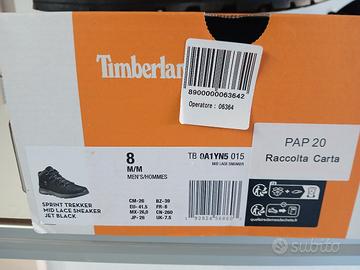 Timberland
8900000063642
Operatore : 06364
8
M/M
MEN'S/HOMMES
TB 0A1YN5 015
MID LACE SNEAKER
PAP 20
Raccolta Carta
SPRINT TREKKER
MID LACE SNEAKER
JET BLACK
CM-26 BZ-39
EU-41.5 FR-8
MX-26.0 CN-260
JP-26 UK-7.5
subito